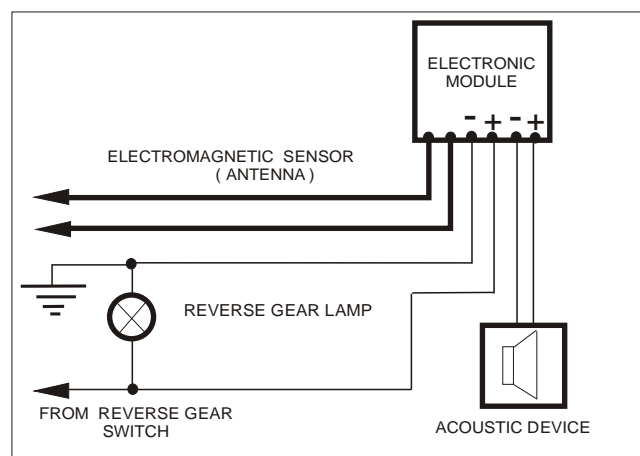 ELECTRONIC
MODULE
- + - +
ELECTROMAGNETIC SENSOR
( ANTENNA )
REVERSE GEAR LAMP
FROM REVERSE GEAR
SWITCH
ACOUSTIC DEVICE